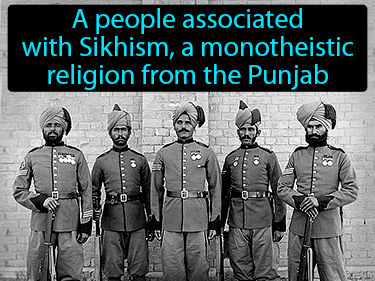 A people associated
with Sikhism, a monotheistic
religion from the Punjab